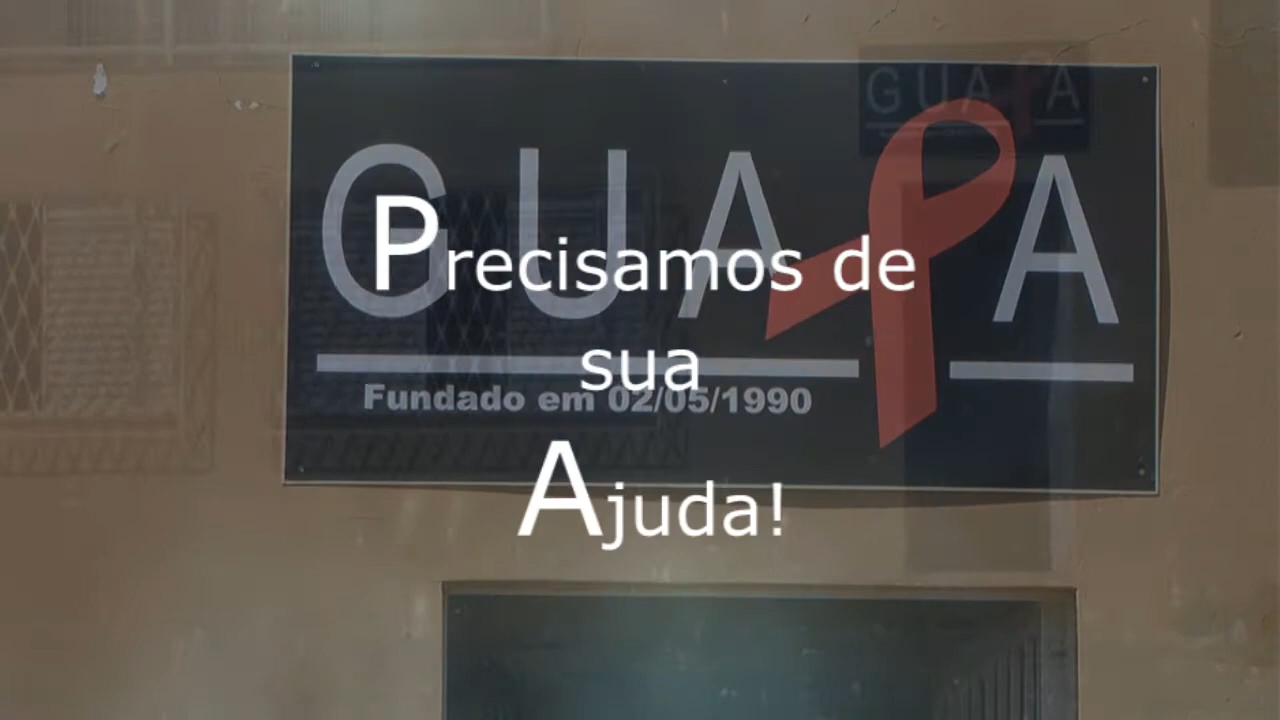 GUAPA
Precisamos de
sua
Fundado em 02/05/1990
Ajuda!
GUAPA